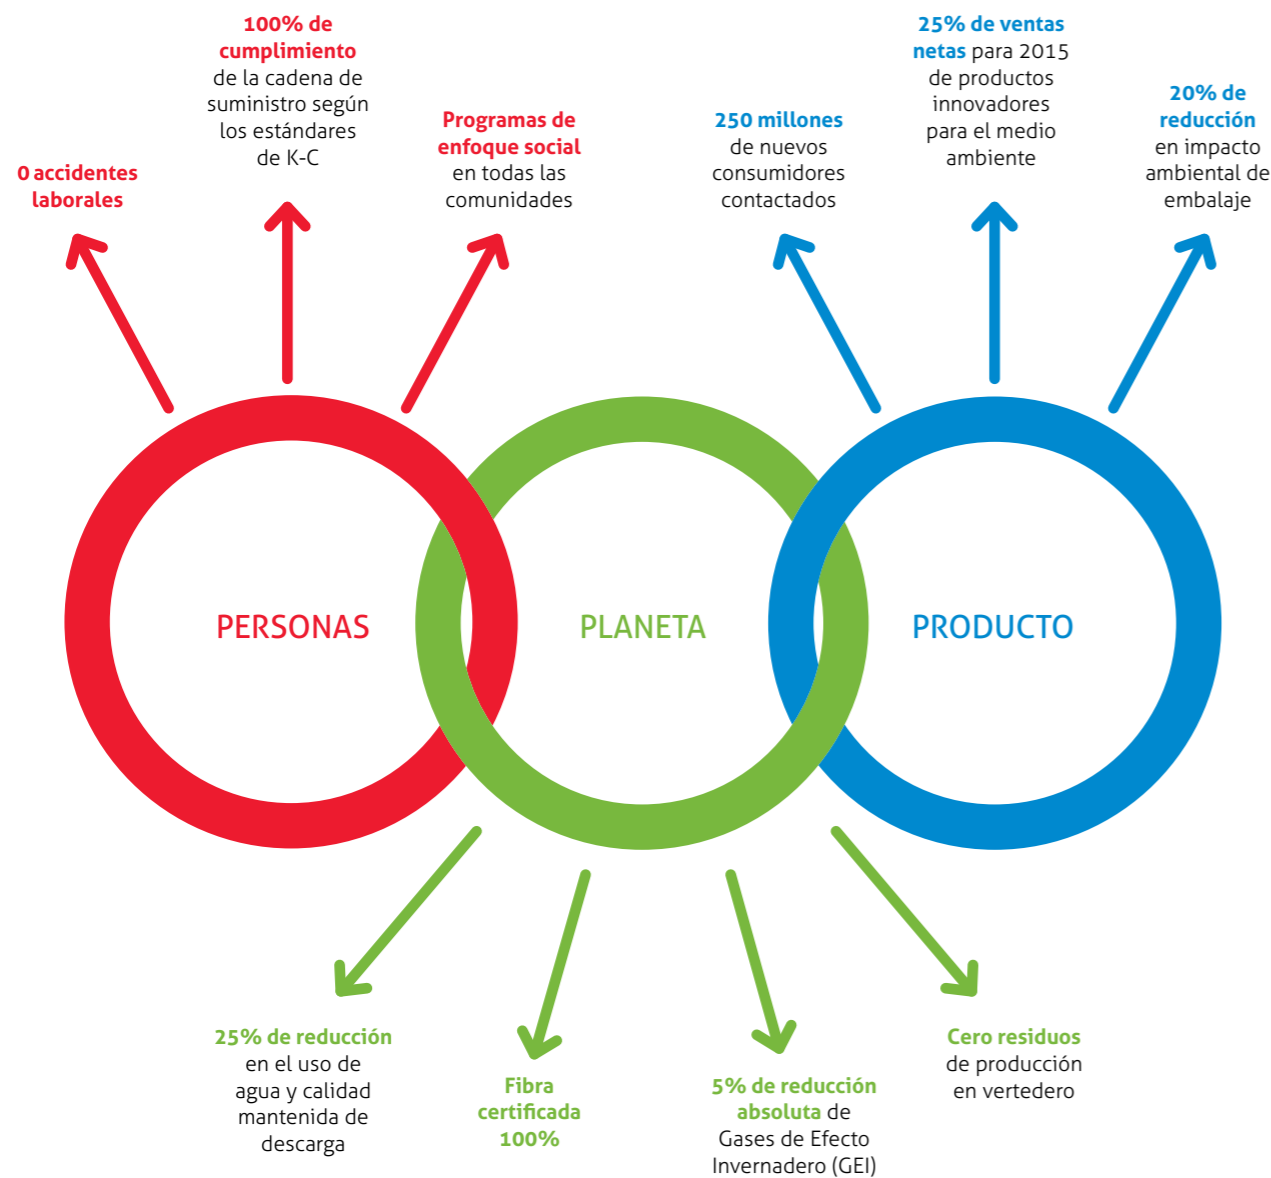 0 accidentes
laborales
100% de
cumplimiento
de la cadena de
suministro según
los estándares
de K-C
Programas de
enfoque social
en todas las
comunidades
250 millones
de nuevos
consumidores
contactados
25% de ventas
netas para 2015
de productos
innovadores
para el medio
ambiente
20% de
reducción
en impacto
ambiental de
embalaje
PERSONAS
PLANETA
PRODUCTO
25% de reducción
en el uso de
agua y calidad
mantenida de
descarga
Fibra
certificada
100%
5% de reducción
absoluta de
Gases de Efecto
Invernadero (GEI)
Cero residuos
de producción
en vertedero